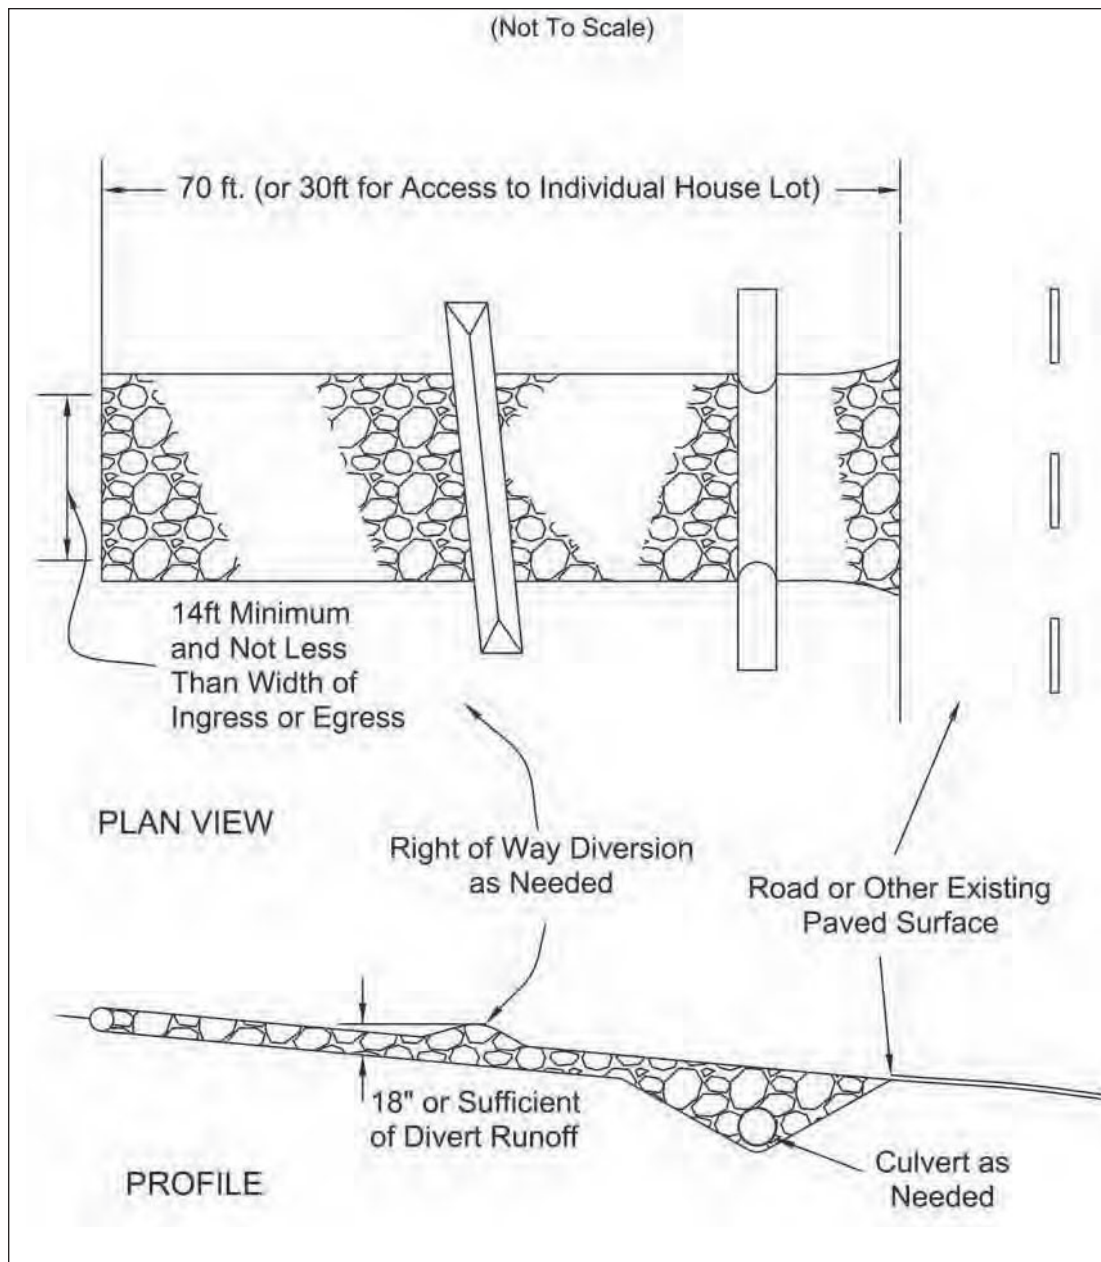 (Not To Scale)
70 ft. (or 30ft for Access to Individual House Lot)
14ft Minimum
and Not Less
Than Width of
Ingress or Egress
PLAN VIEW
Right of Way Diversion
as Needed
Road or Other Existing
Paved Surface
18" or Sufficient
of Divert Runoff
Culvert as
Needed
PROFILE